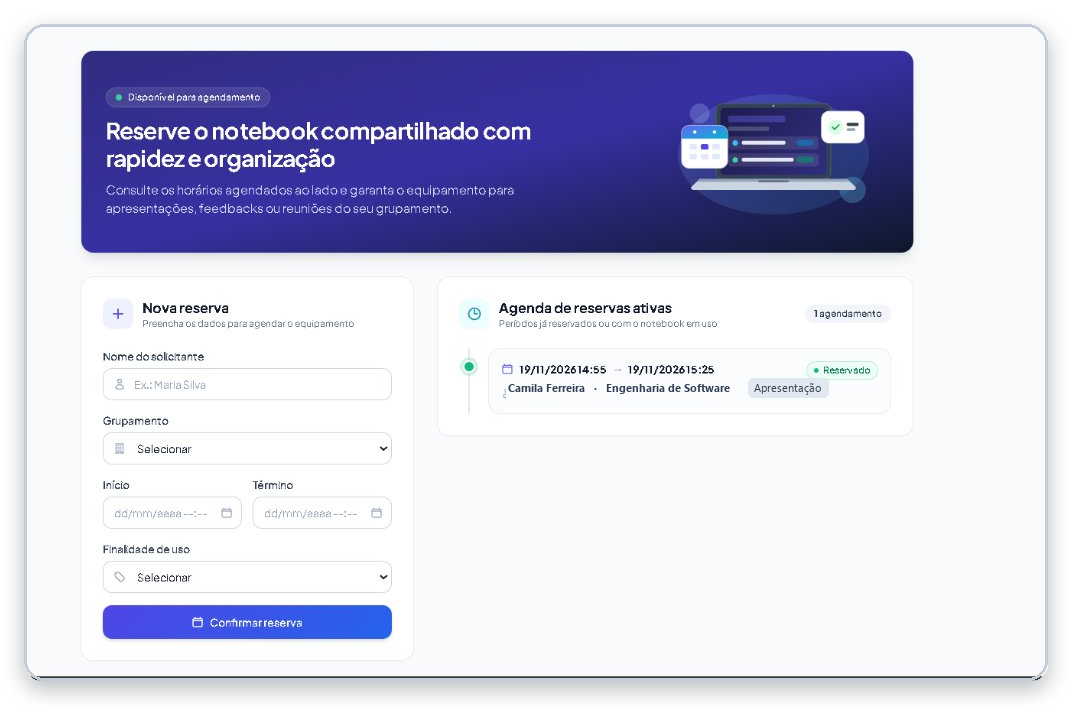 Disponível para agendamento
Reserve o notebook compartilhado com
rapidez e organização
Consulte os horários agendados ao lado e garanta o equipamento para
apresentações, feedbacks ou reuniões do seu grupamento.
Nova reserva
Preencha os dados para agendar o equipamento
Nome do solicitante
Ex.: Maria Silva
Grupamento
Selecionar
Início
Término
dd/mm/aaaa --:--
dd/mm/aaaa --:--
Finalidade de uso
Selecionar
Confirmar reserva
Agenda de reservas ativas
Períodos já reservados ou com o notebook em uso
1 agendamento
19/11/2026 14:55 → 19/11/2026 15:25
Reservado
Camila Ferreira · Engenharia de Software
Apresentação